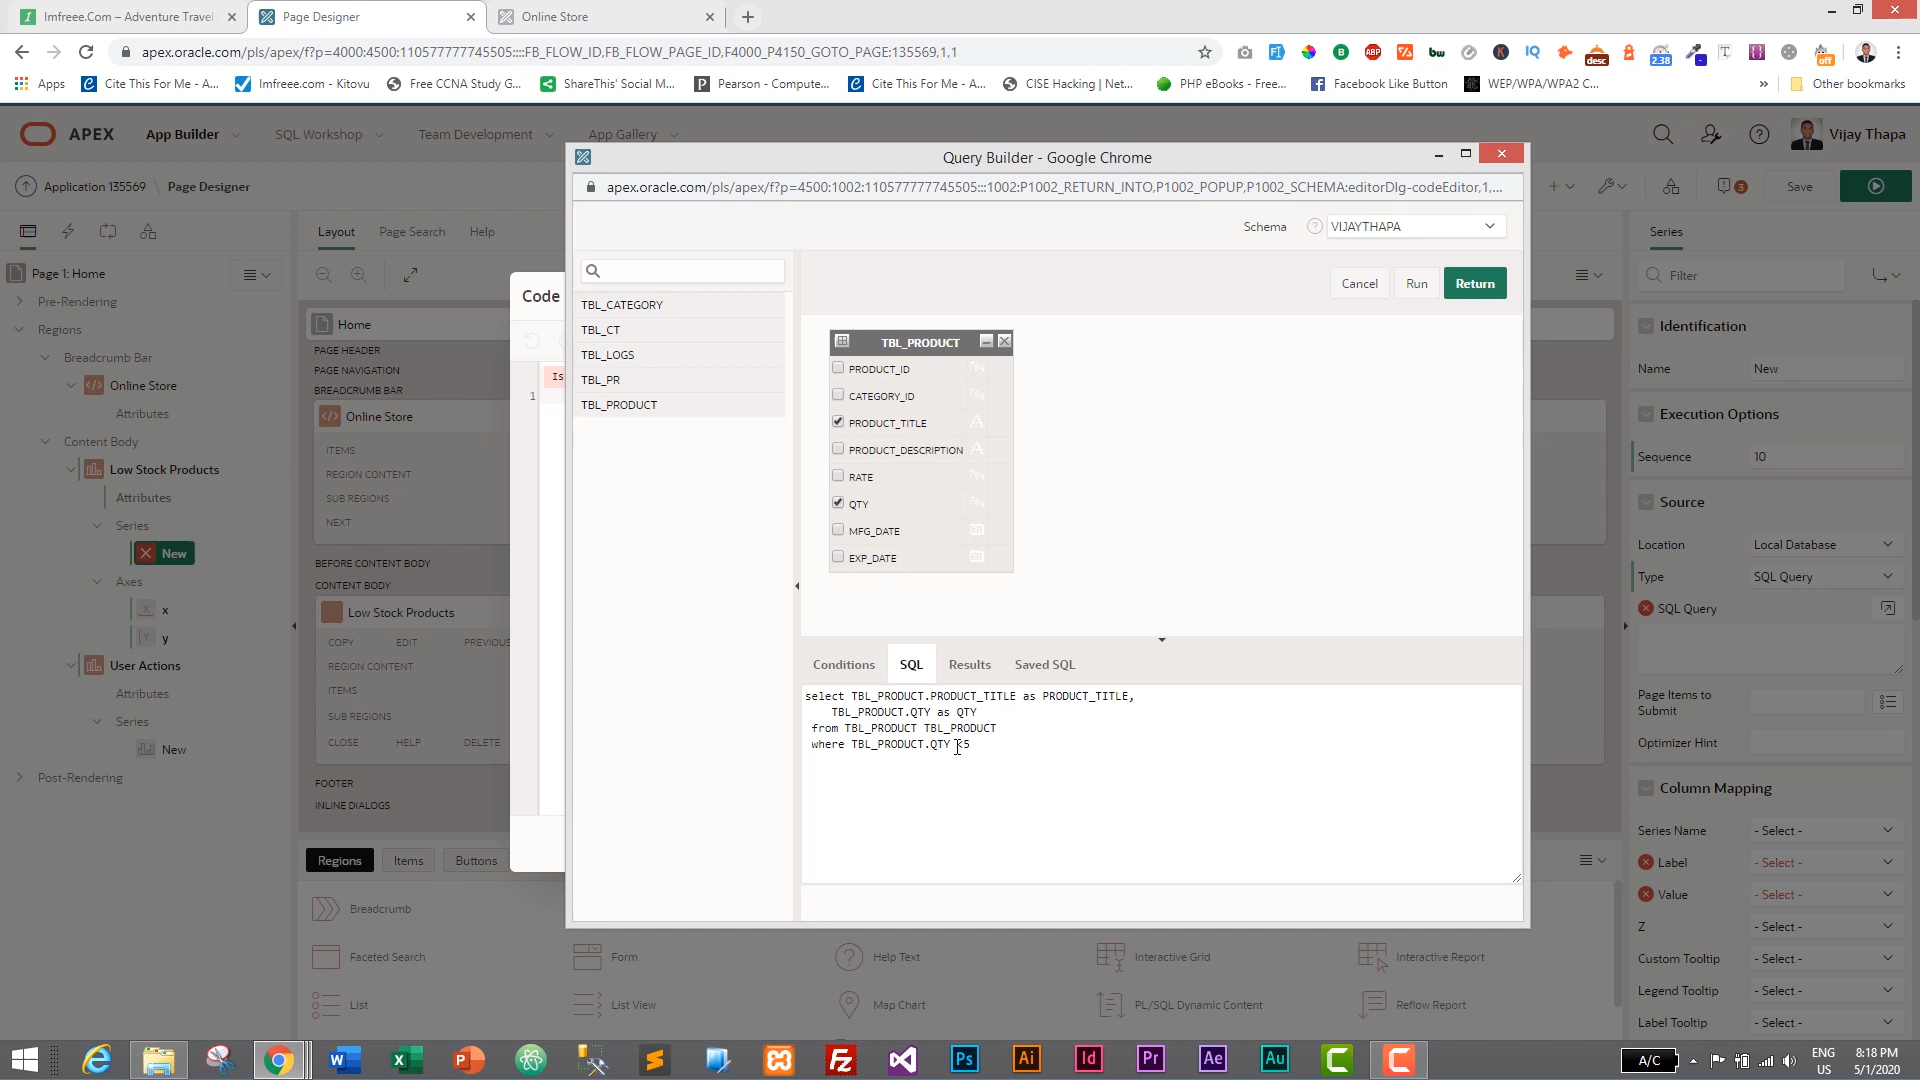 Imfreee.Com – Adventure Travel
Page Designer
Online Store
apex.oracle.com/pls/apex/f?p=4000:4500:110577777745505::::FB_FLOW_ID,FB_FLOW_PAGE_ID,F4000_P4150_GOTO_PAGE:135569,1,1
Apps
Cite This For Me - A...
Imfreee.com - Kitovu
Free CCNA Study G...
ShareThis' Social M...
Pearson - Compute...
Cite This For Me - A...
CISE Hacking | Net...
PHP eBooks - Free...
Facebook Like Button
WEP/WPA/WPA2 C...
Other bookmarks
APEX
App Builder
SQL Workshop
Team Development
App Gallery
Vijay Thapa
Application 135569 \ Page Designer
3
Save
Query Builder - Google Chrome
apex.oracle.com/pls/apex/f?p=4500:1002:110577777745505:::1002:P1002_RETURN_INTO,P1002_POPUP,P1002_SCHEMA:editorDlg-codeEditor,1,...
Schema
VIJAYTHAPA
Cancel
Run
Return
TBL_CATEGORY
TBL_CT
TBL_LOGS
TBL_PR
TBL_PRODUCT
TBL_PRODUCT
PRODUCT_ID
CATEGORY_ID
PRODUCT_TITLE
PRODUCT_DESCRIPTION
RATE
QTY
MFG_DATE
EXP_DATE
Conditions
SQL
Results
Saved SQL
select TBL_PRODUCT.PRODUCT_TITLE as PRODUCT_TITLE,
TBL_PRODUCT.QTY as QTY
from TBL_PRODUCT TBL_PRODUCT
where TBL_PRODUCT.QTY <5
Page 1: Home
Pre-Rendering
Regions
Breadcrumb Bar
Online Store
Attributes
Content Body
Low Stock Products
Attributes
Series
New
Axes
x
y
User Actions
Attributes
Series
New
Post-Rendering
Layout
Page Search
Help
Home
PAGE HEADER
PAGE NAVIGATION
BREADCRUMB BAR
Online Store
ITEMS
REGION CONTENT
SUB REGIONS
NEXT
BEFORE CONTENT BODY
CONTENT BODY
Low Stock Products
COPY
EDIT
PREVIOUS
REGION CONTENT
ITEMS
SUB REGIONS
CLOSE
HELP
DELETE
FOOTER
INLINE DIALOGS
Code
Is
1
Regions
Items
Buttons
Breadcrumb
Faceted Search
Form
Help Text
Interactive Grid
Interactive Report
List
List View
Map Chart
PL/SQL Dynamic Content
Reflow Report
Series
Filter
Identification
Name
New
Execution Options
Sequence
10
Source
Location
Local Database
Type
SQL Query
SQL Query
Page Items to
Submit
Optimizer Hint
Column Mapping
Series Name
- Select -
Label
- Select -
Value
- Select -
Z
- Select -
Custom Tooltip
- Select -
Legend Tooltip
- Select -
Label Tooltip
- Select -
A/C
ENG
US
8:18 PM
5/1/2020